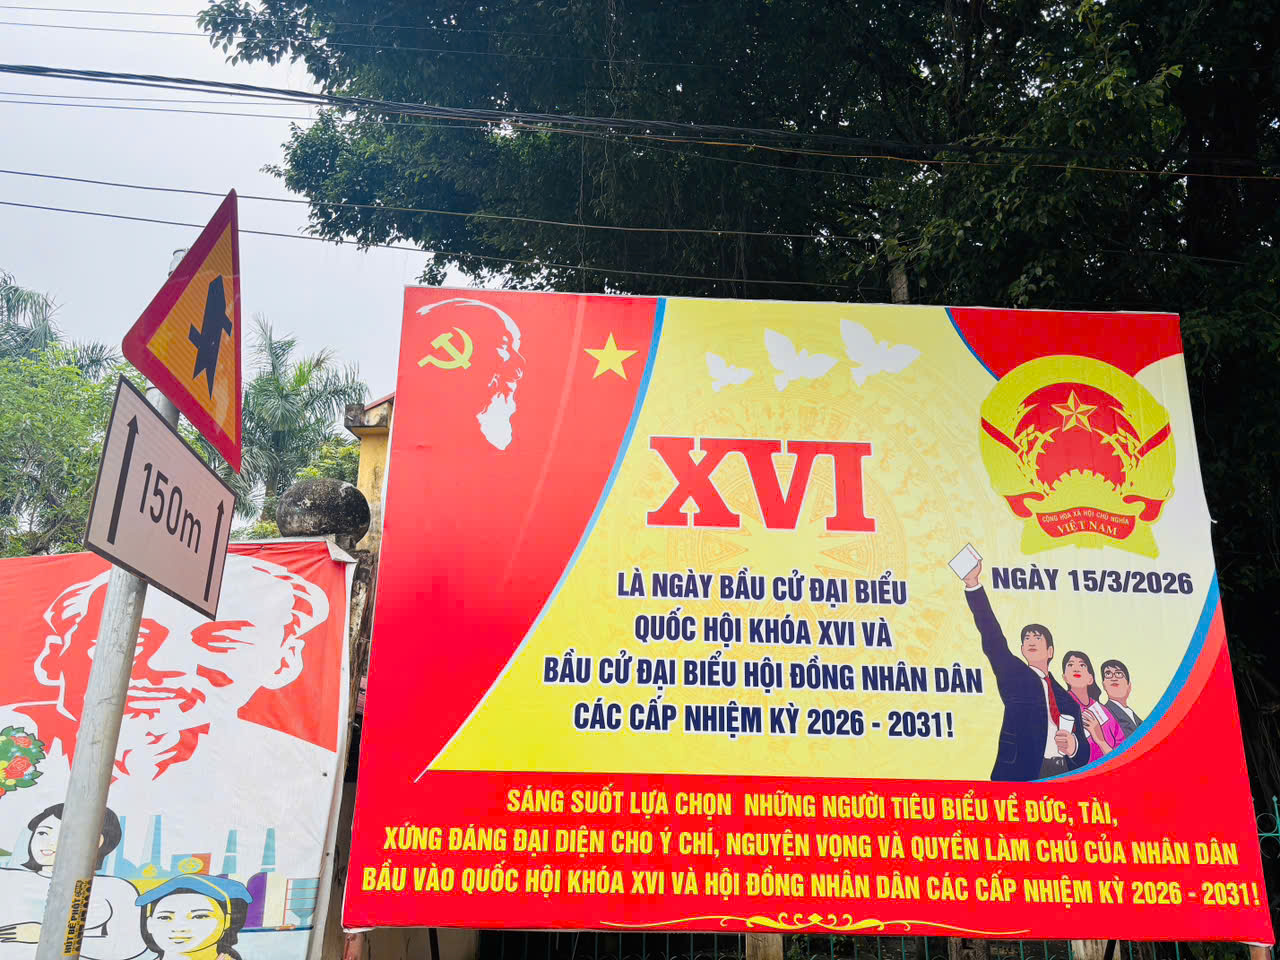 150m
XVI
CỘNG HÒA XÃ HỘI CHỦ NGHĨA
VIỆT NAM
NGÀY 15/3/2026
LÀ NGÀY BẦU CỬ ĐẠI BIỂU
QUỐC HỘI KHÓA XVI VÀ
BẦU CỬ ĐẠI BIỂU HỘI ĐỒNG NHÂN DÂN
CÁC CẤP NHIỆM KỲ 2026 - 2031!
SÁNG SUỐT LỰA CHỌN NHỮNG NGƯỜI TIÊU BIỂU VỀ ĐỨC, TÀI,
XỨNG ĐÁNG ĐẠI DIỆN CHO Ý CHÍ, NGUYỆN VỌNG VÀ QUYỀN LÀM CHỦ CỦA NHÂN DÂN
BẦU VÀO QUỐC HỘI KHÓA XVI VÀ HỘI ĐỒNG NHÂN DÂN CÁC CẤP NHIỆM KỲ 2026 - 2031!
HÚT BỂ PHỐT